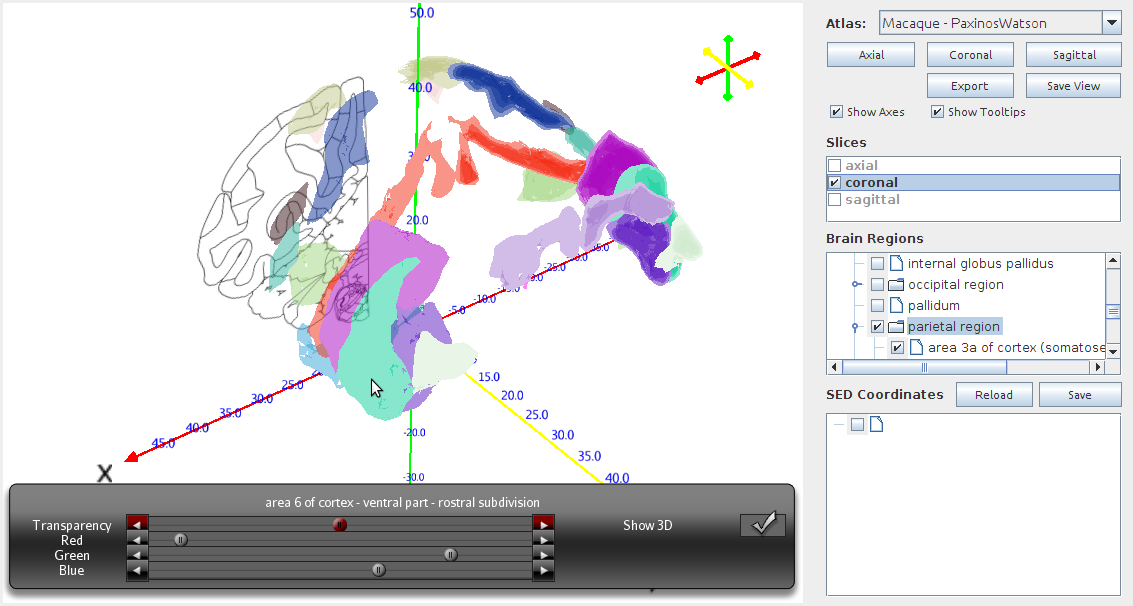 50.0
40.0
20.0
-5.0
-10.0
-25.0
15.0
20.0
25.0
30.0
35.0
40.0
25.0
30.0
35.0
40.0
45.0
-20.0
-30.0
X
area 6 of cortex - ventral part - rostral subdivision
Transparency
Red
Green
Blue
Show 3D
Atlas: Macaque - PaxinosWatson
Axial Coronal Sagittal
Export Save View
Show Axes Show Tooltips
Slices
axial
coronal
sagittal
Brain Regions
internal globus pallidus
occipital region
pallidum
parietal region
area 3a of cortex (somatose
SED Coordinates Reload Save